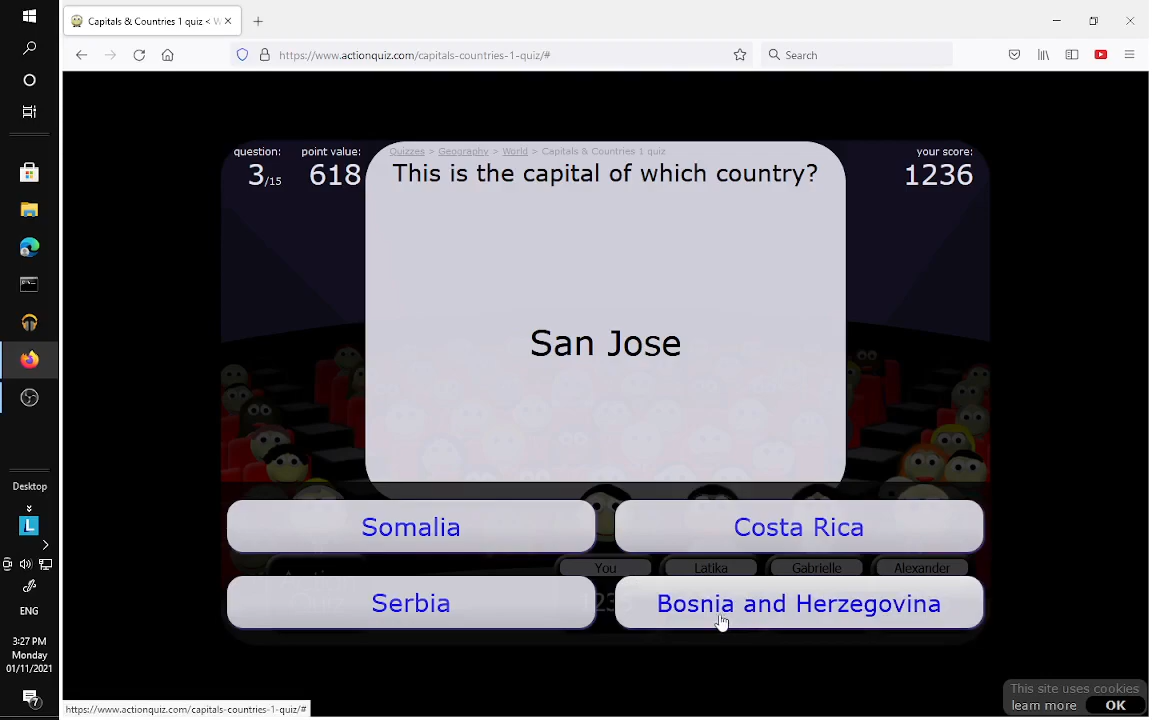 Capitals & Countries 1 quiz < W
https://www.actionquiz.com/capitals-countries-1-quiz/#
Search
question:
3/15
point value:
618
Quizzes > Geography > World > Capitals & Countries 1 quiz
This is the capital of which country?
your score:
1236
San Jose
Somalia
Costa Rica
You
Latika
Gabrielle
Alexander
Serbia
Bosnia and Herzegovina
Desktop
L
ENG
3:27 PM
Monday
01/11/2021
7
This site uses cookies
learn more
OK
https://www.actionquiz.com/capitals-countries-1-quiz/#